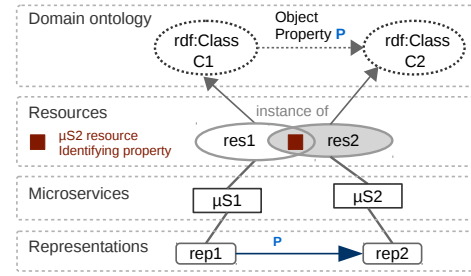 Domain ontology
Object
Property P
rdf:Class
C1
rdf:Class
C2
Resources
instance of
µS2 resource
Identifying property
res1
res2
Microservices
µS1
µS2
Representations
P
rep1
rep2